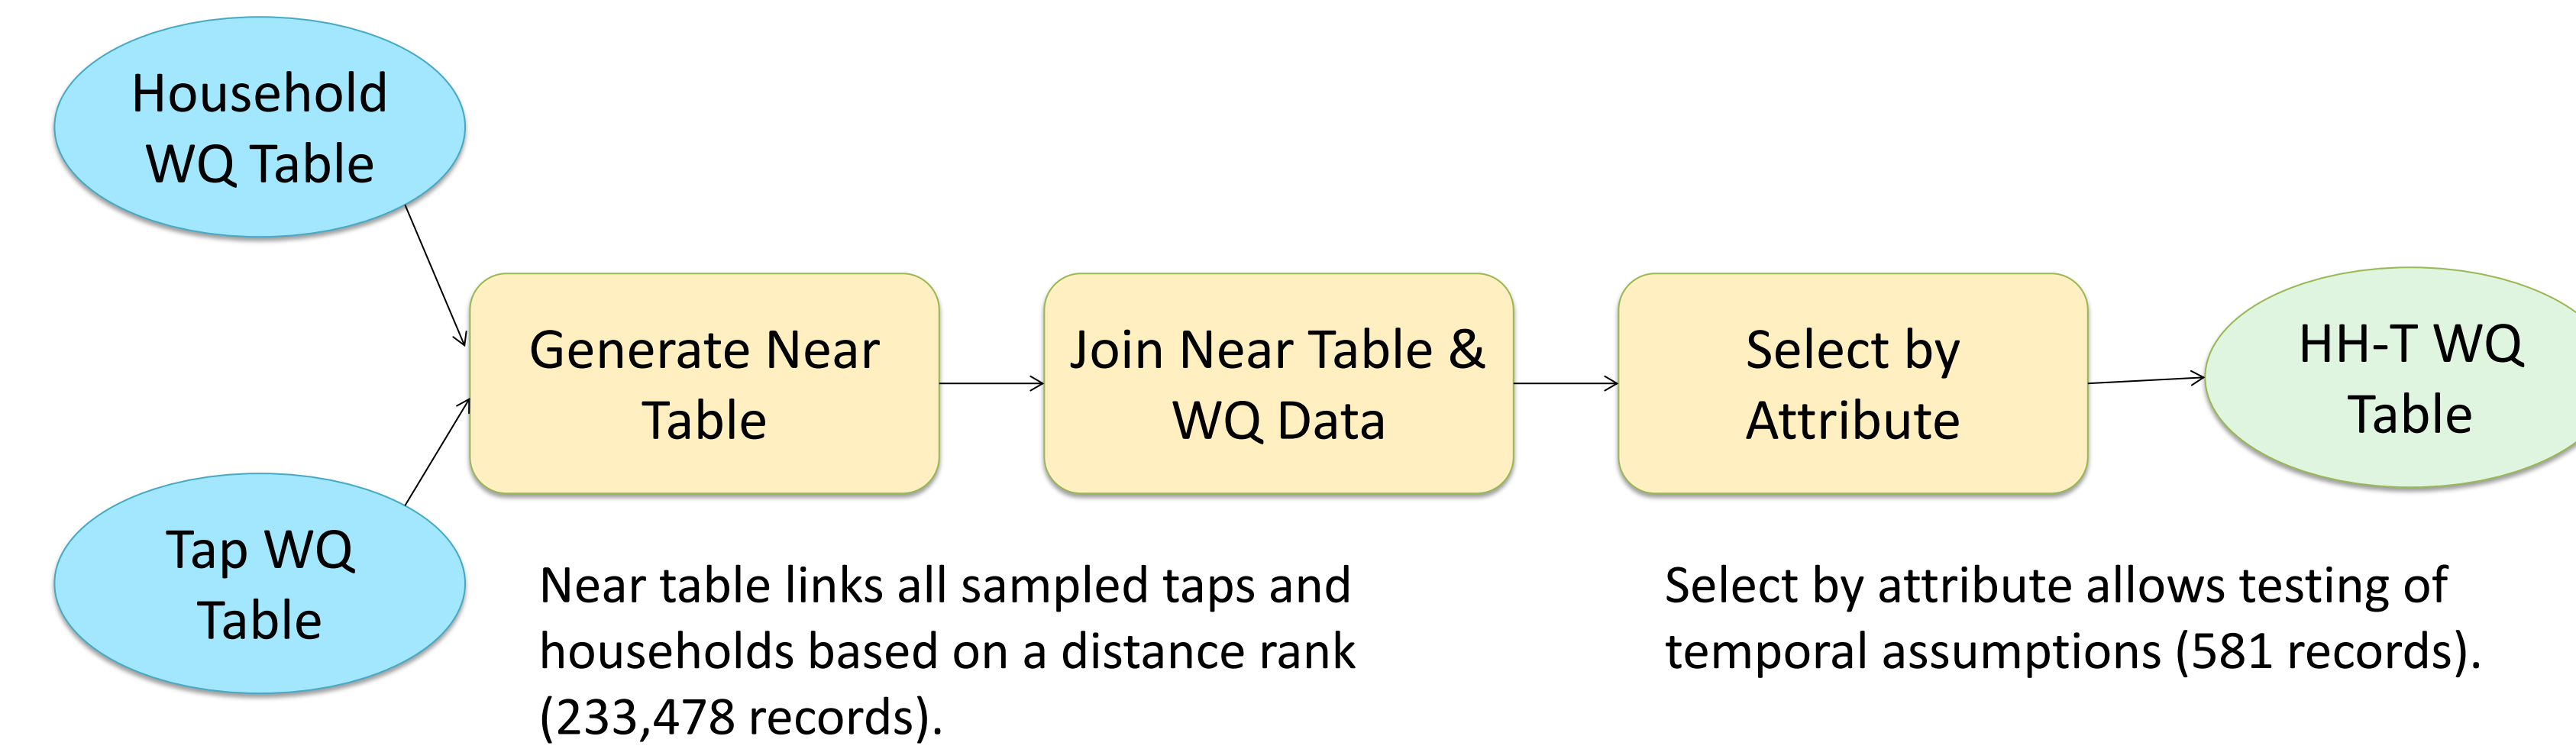 Household
WQ Table
Tap WQ
Table
Generate Near
Table
Join Near Table &
WQ Data
Select by
Attribute
HH-T WQ
Table
Near table links all sampled taps and
households based on a distance rank
(233,478 records).
Select by attribute allows testing of
temporal assumptions (581 records).